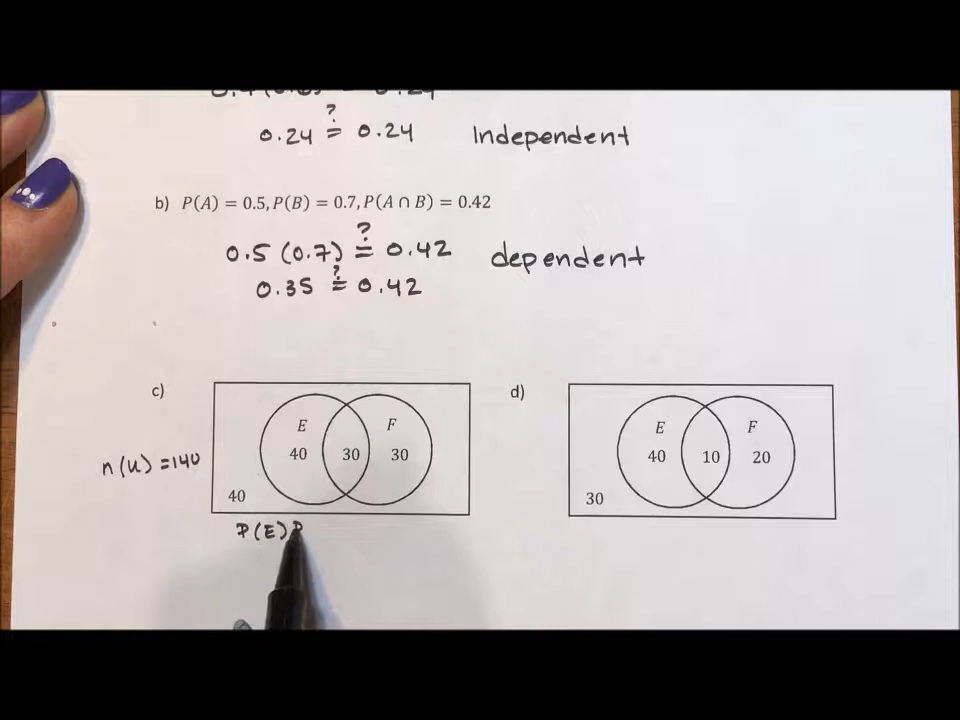 ?
0.24 = 0.24 Independent
b) P(A) = 0.5, P(B) = 0.7, P(A ∩ B) = 0.42
?
0.5 (0.7) = 0.42 dependent
?
0.35 = 0.42
c) d)
E F E F
40 30 30 40 10 20
n(u) = 140
40 30
P(E) P